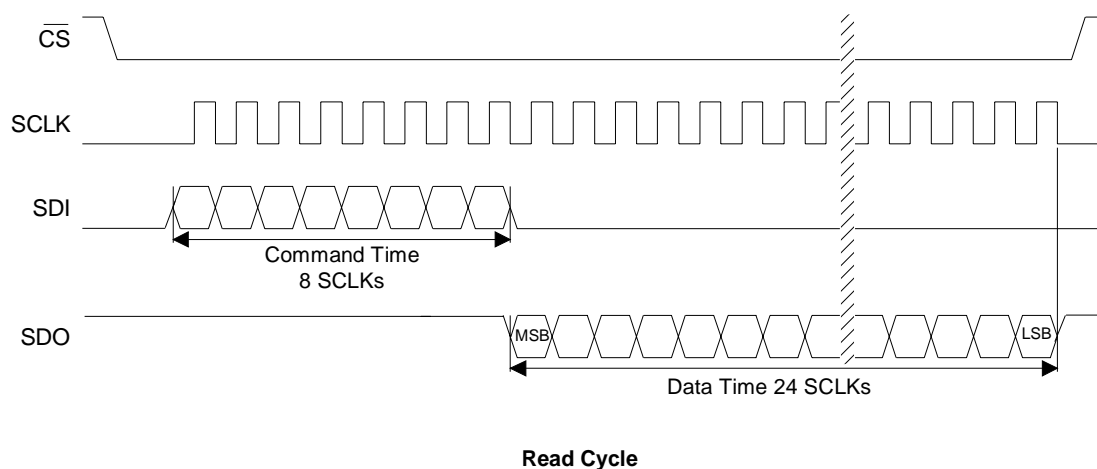 CS
SCLK
SDI
Command Time
8 SCLKs
SDO
MSB
LSB
Data Time 24 SCLKs
Read Cycle